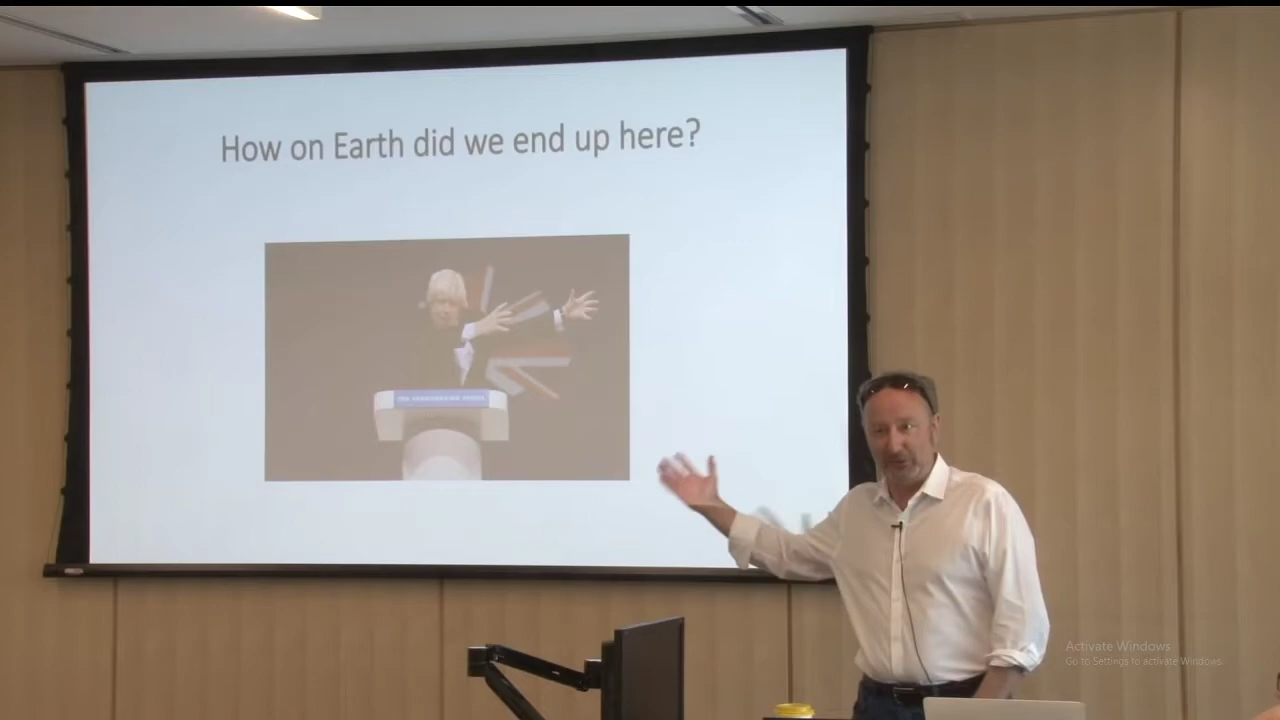 How on Earth did we end up here?
Activate Windows
Go to Settings to activate Windows.